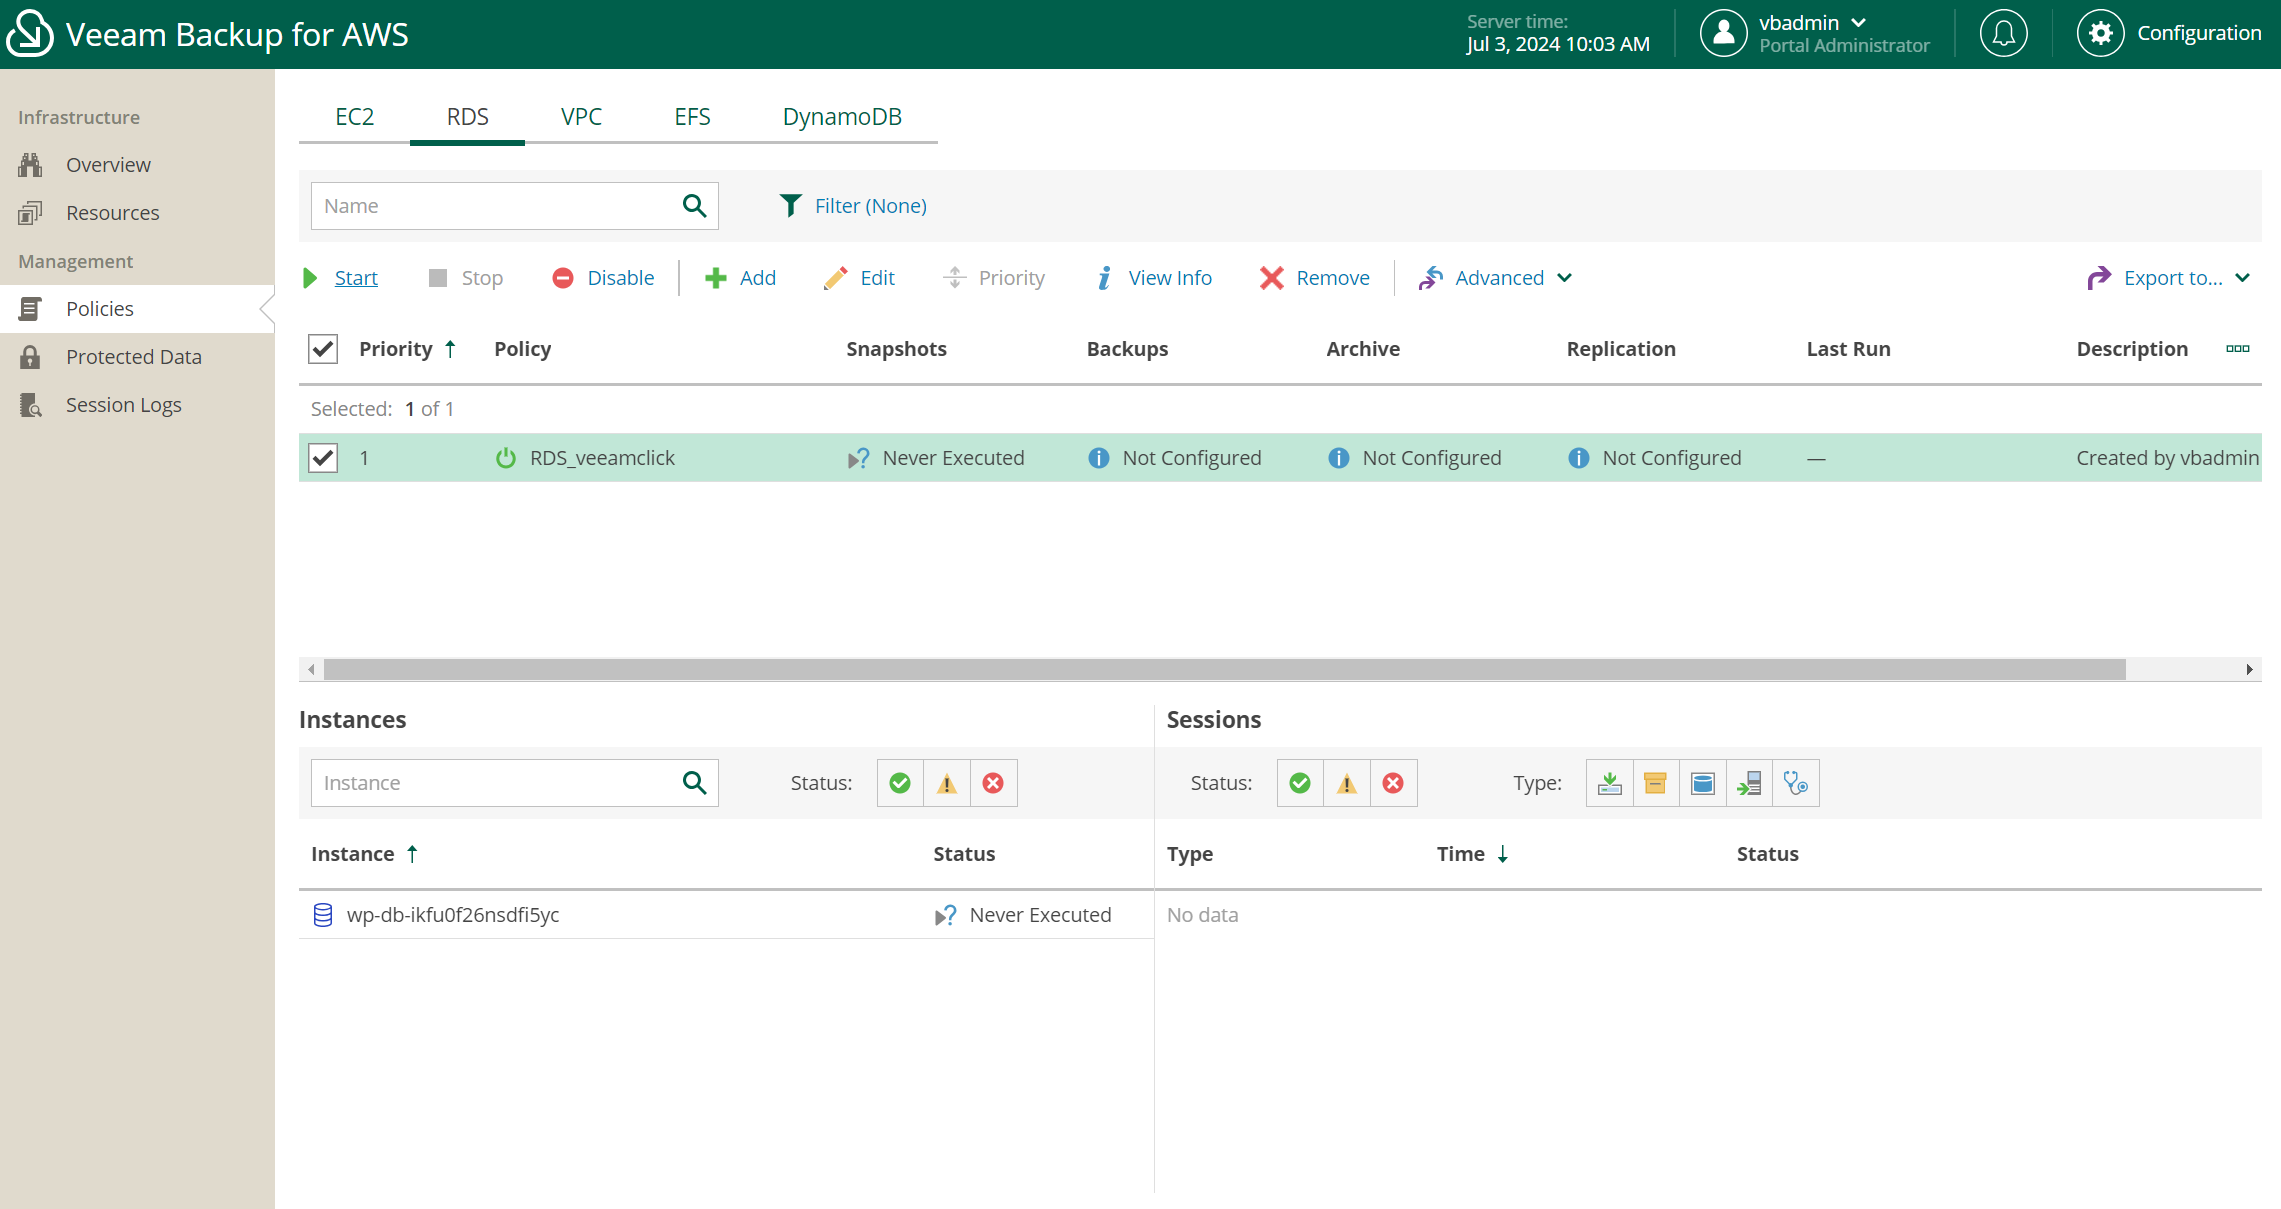 Veeam Backup for AWS
Server time:
Jul 3, 2024 10:03 AM
vbadmin
Portal Administrator
Configuration
Infrastructure
Overview
Resources
Management
Policies
Protected Data
Session Logs
EC2 RDS VPC EFS DynamoDB
Name
Filter (None)
Start Stop Disable Add Edit Priority View Info Remove Advanced Export to...
Priority Policy Snapshots Backups Archive Replication Last Run Description
Selected: 1 of 1
1 RDS_veeamclick Never Executed Not Configured Not Configured Not Configured — Created by vbadmin
Instances
Instance
Status:
Instance Status
wp-db-ikfu0f26nsdfi5yc Never Executed
Sessions
Status: Type:
Type Time Status
No data